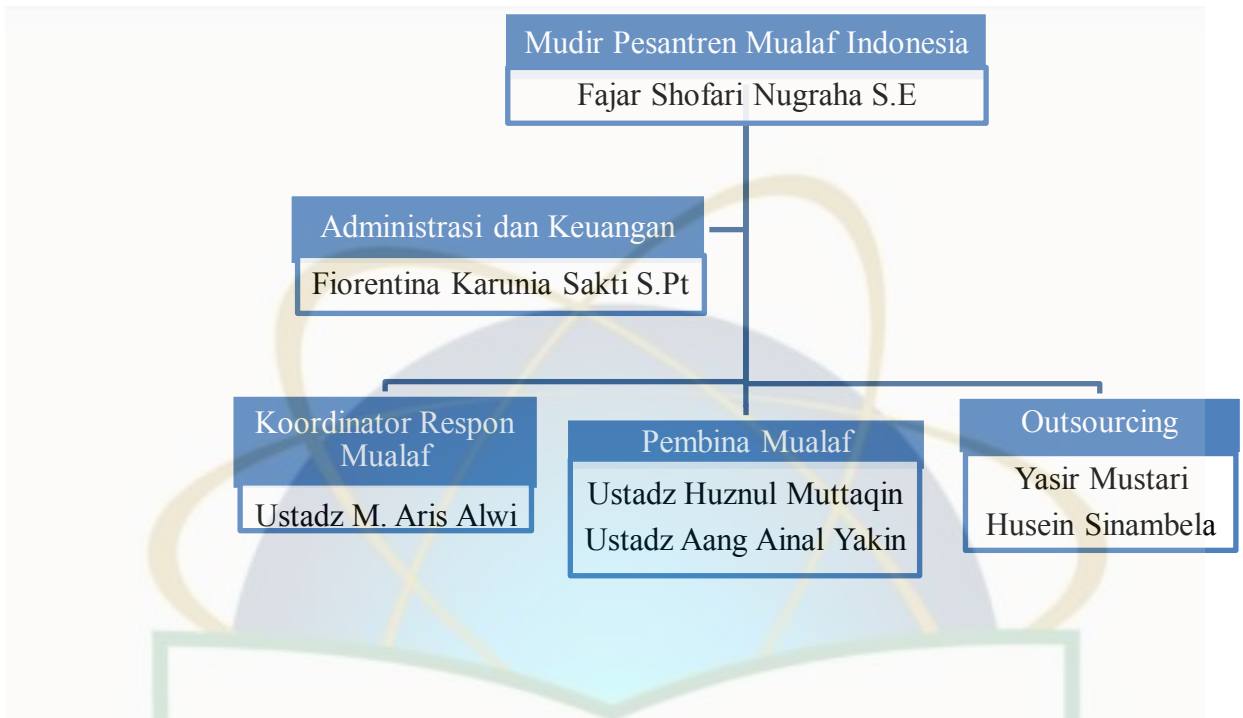 Mudir Pesantren Mualaf Indonesia
Fajar Shofari Nugraha S.E
Administrasi dan Keuangan
Fiorentina Karunia Sakti S.Pt
Koordinator Respon
Mualaf
Ustadz M. Aris Alwi
Pembina Mualaf
Ustadz Huznul Muttaqin
Ustadz Aang Ainal Yakin
Outsourcing
Yasir Mustari
Husein Sinambela